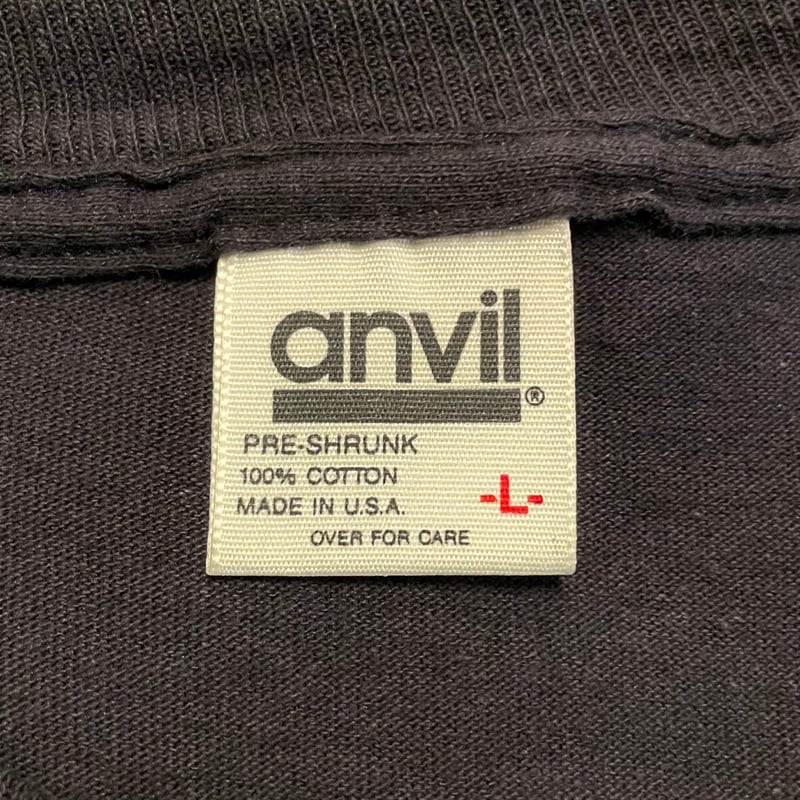 anvil®
PRE-SHRUNK
100% COTTON
MADE IN U.S.A.
-L-
OVER FOR CARE